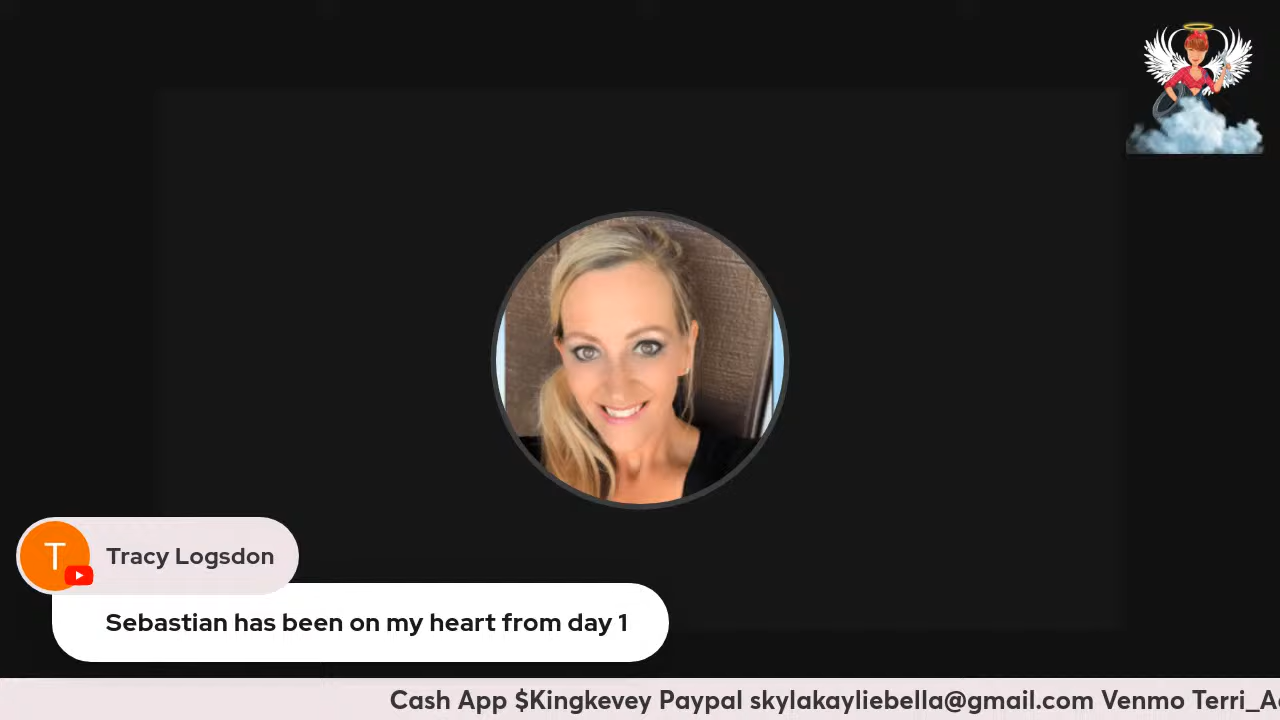 T
Tracy Logsdon
Sebastian has been on my heart from day 1
Cash App $Kingkevey Paypal skylakayliebella@gmail.com Venmo